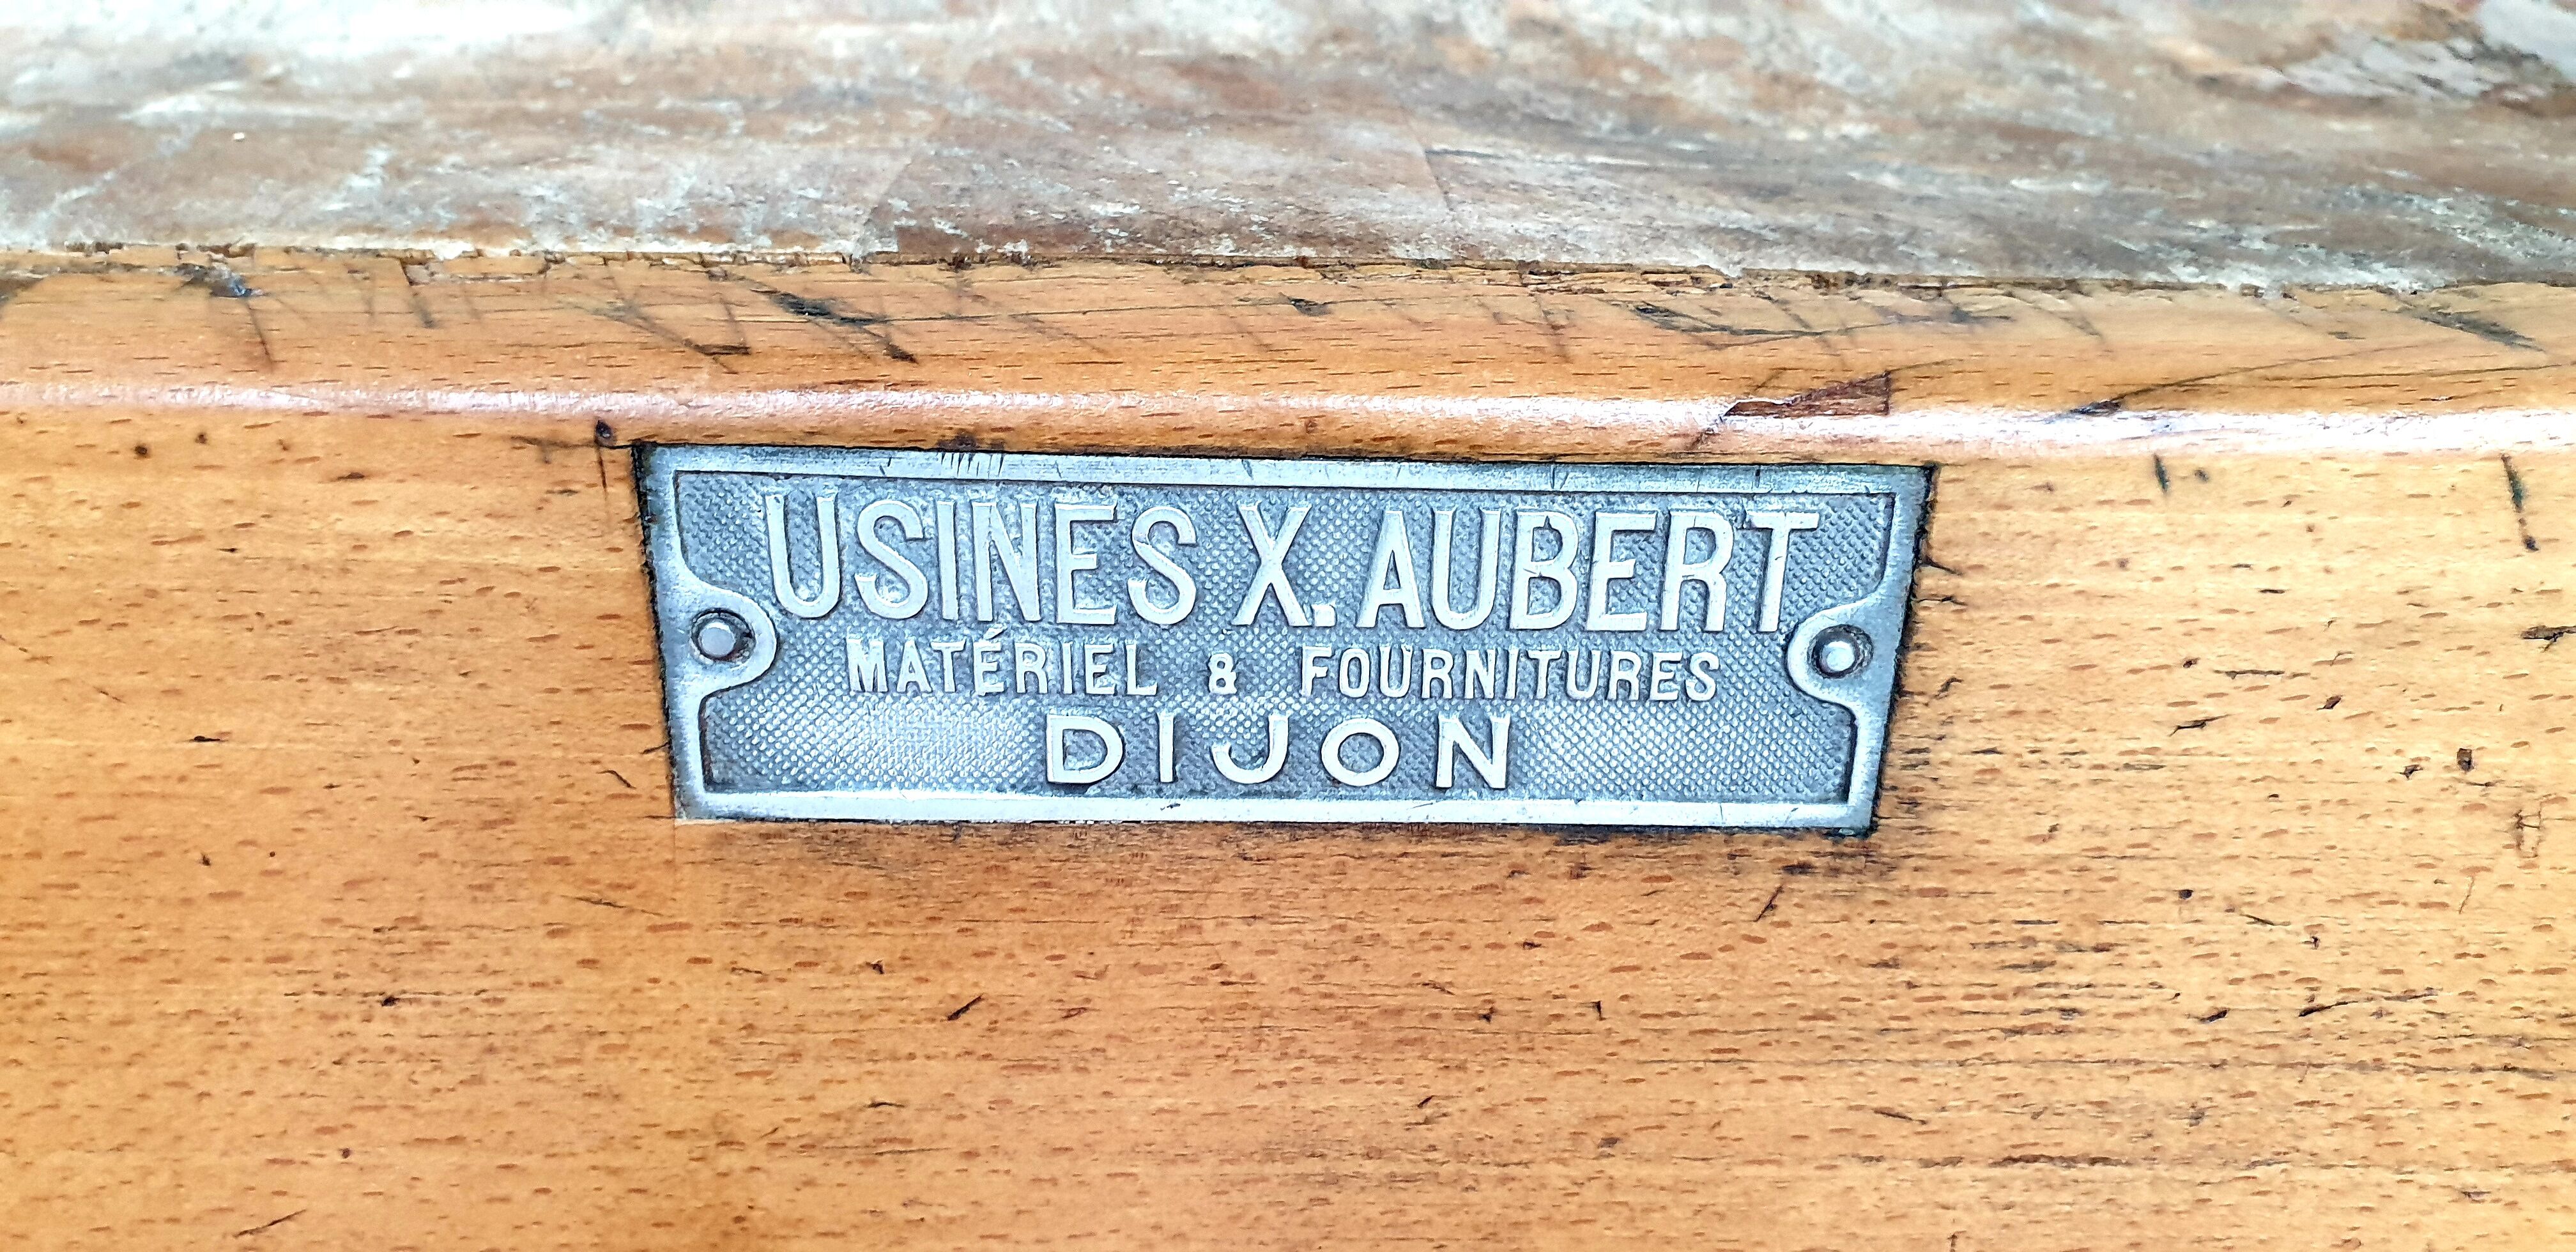 USINES X. AUBERT
MATÉRIEL & FOURNITURES
DIJON